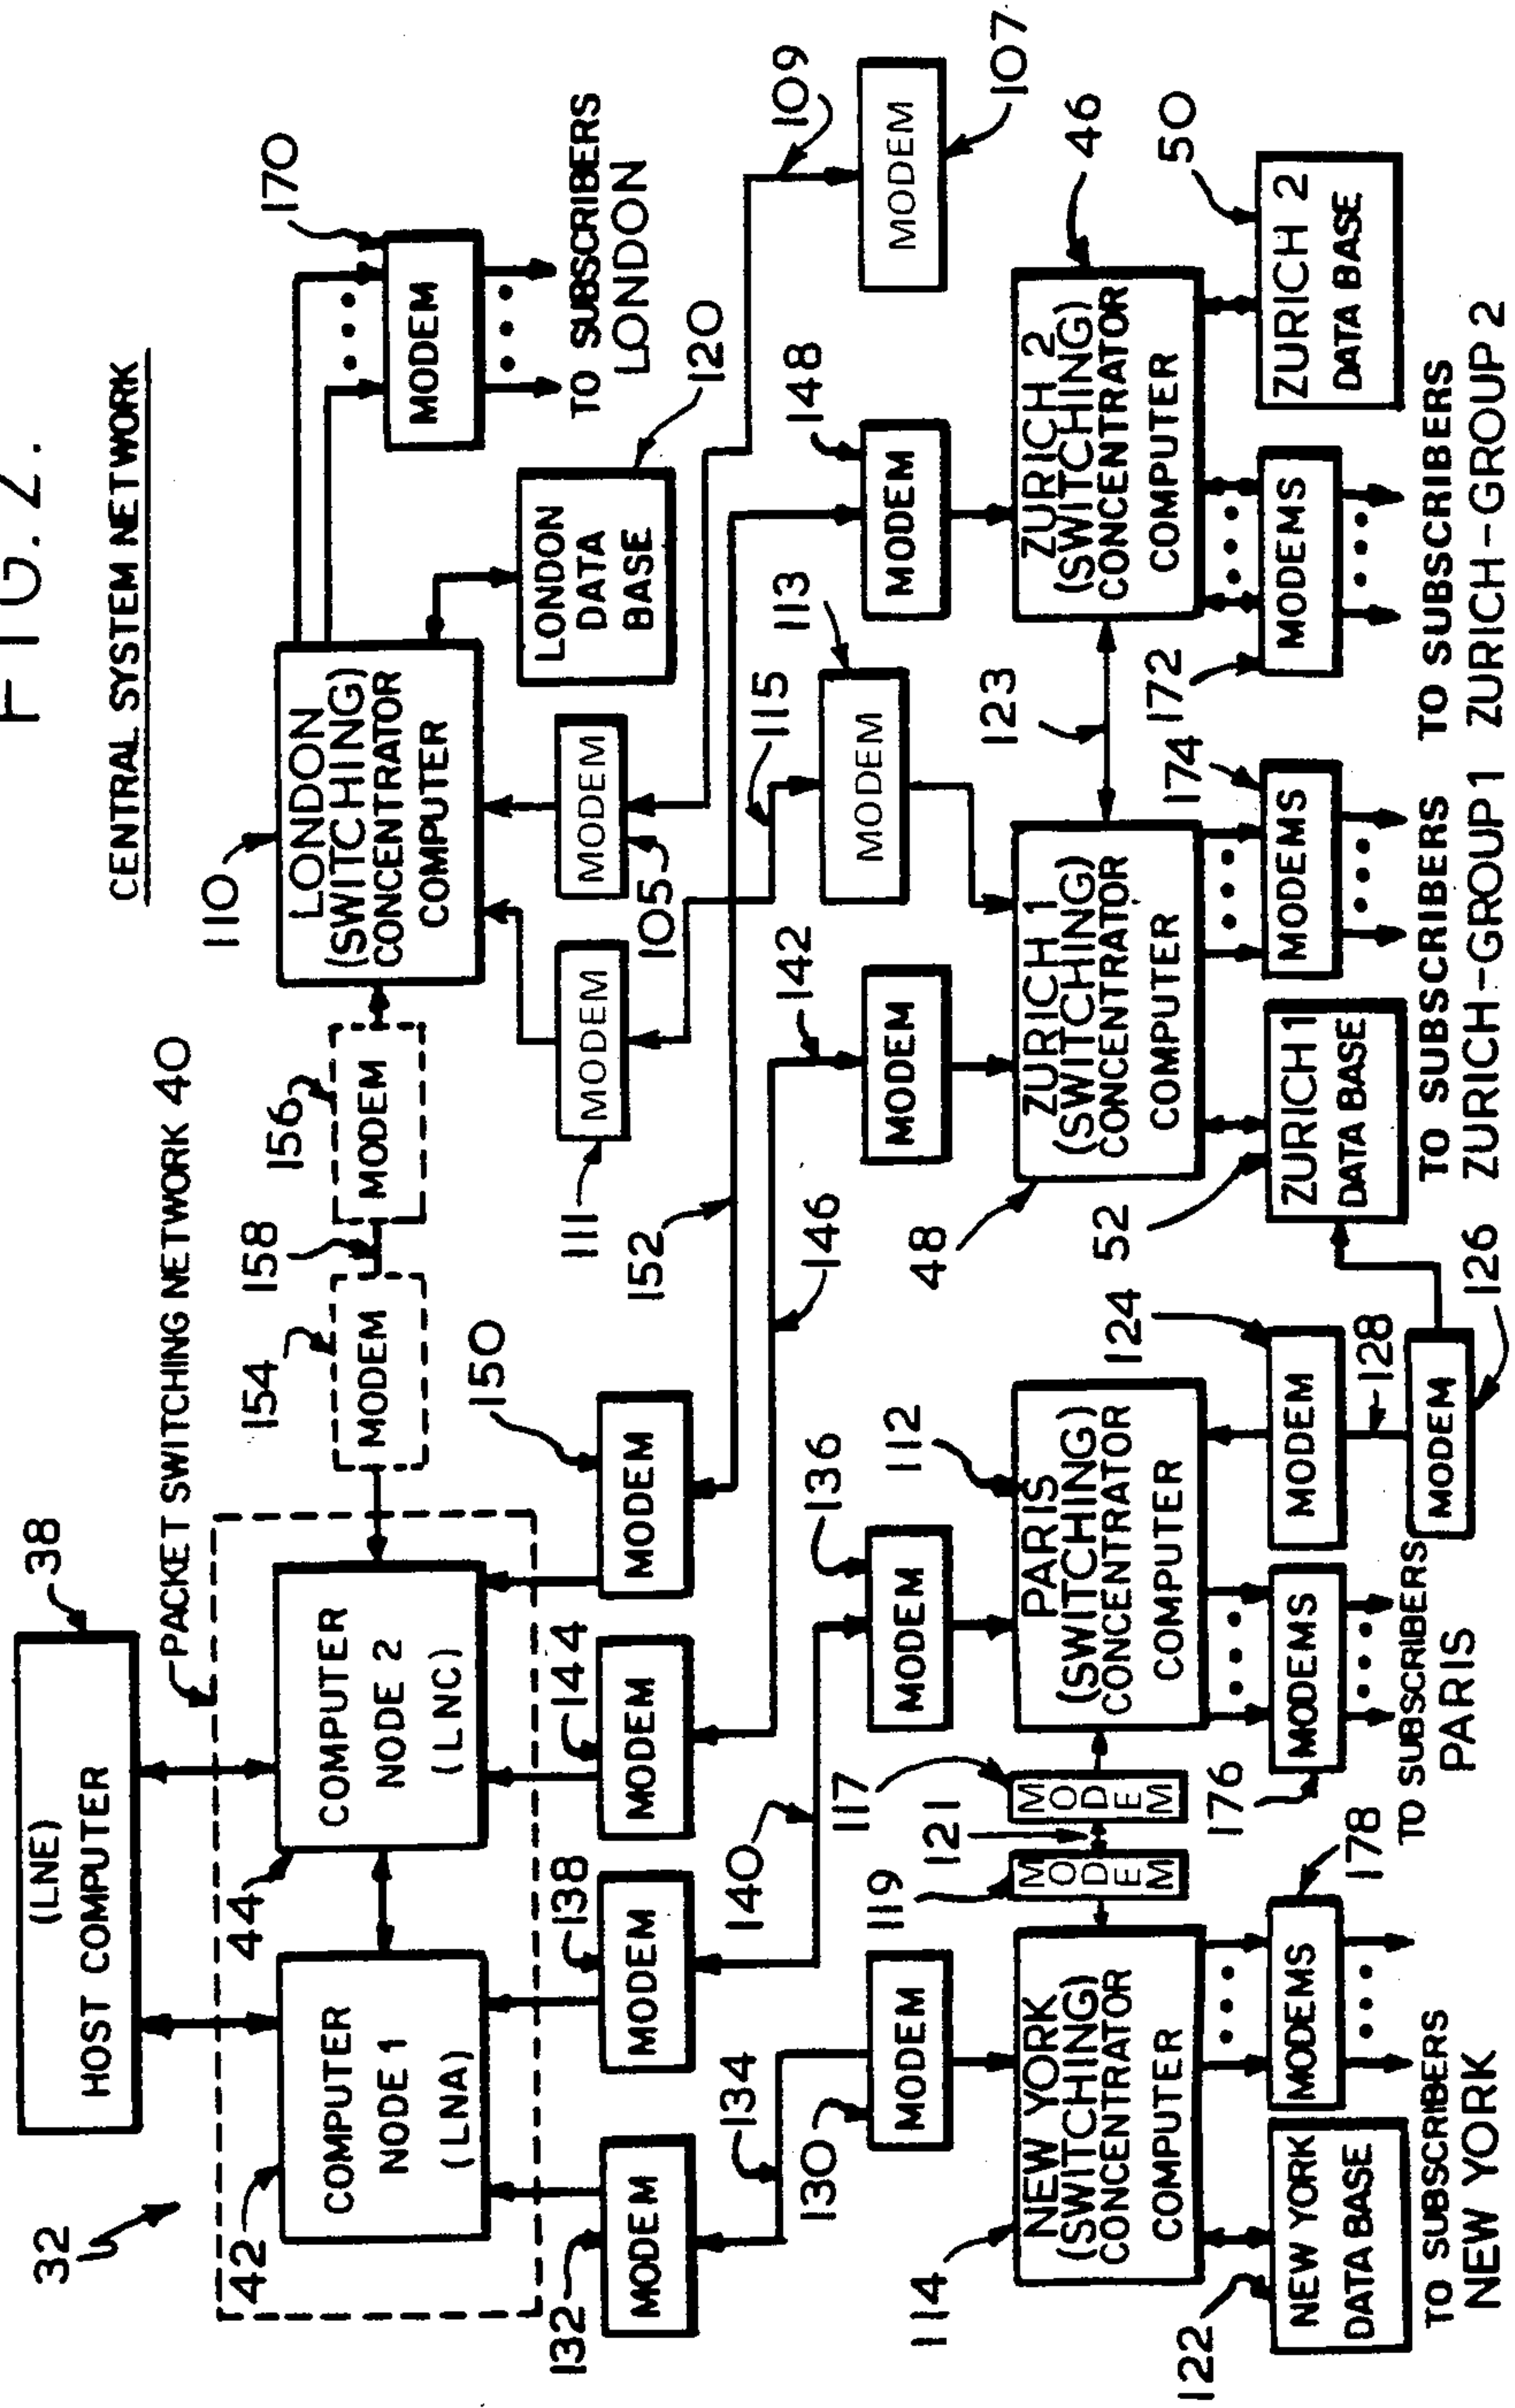 FIG. 2.
CENTRAL SYSTEM NETWORK
32
(LNE)
HOST COMPUTER
38
PACKET SWITCHING NETWORK 40
42
COMPUTER
NODE 1
(LNA)
44
COMPUTER
NODE 2
(LNC)
154
MODEM
158
156
MODEM
110
LONDON
(SWITCHING)
CONCENTRATOR
COMPUTER
170
MODEM
TO SUBSCRIBERS
LONDON
LONDON
DATA
BASE
120
132
MODEM
138
MODEM
144
MODEM
150
MODEM
111
MODEM
105
MODEM
152
146
115
109
134
140
130
MODEM
136
MODEM
142
MODEM
113
MODEM
148
MODEM
MODEM
107
114
NEW YORK
(SWITCHING)
CONCENTRATOR
COMPUTER
119
MODEM
121
117
MODEM
112
PARIS
(SWITCHING)
CONCENTRATOR
COMPUTER
48
ZURICH 1
(SWITCHING)
CONCENTRATOR
COMPUTER
123
ZURICH 2
(SWITCHING)
CONCENTRATOR
COMPUTER
46
122
NEW YORK
DATA BASE
MODEMS
178
176
MODEMS
124
MODEM
128
MODEM
126
52
ZURICH 1
DATA BASE
174
MODEMS
172
MODEMS
50
ZURICH 2
DATA BASE
TO SUBSCRIBERS
NEW YORK
TO SUBSCRIBERS
PARIS
TO SUBSCRIBERS
ZURICH-GROUP 1
TO SUBSCRIBERS
ZURICH-GROUP 2